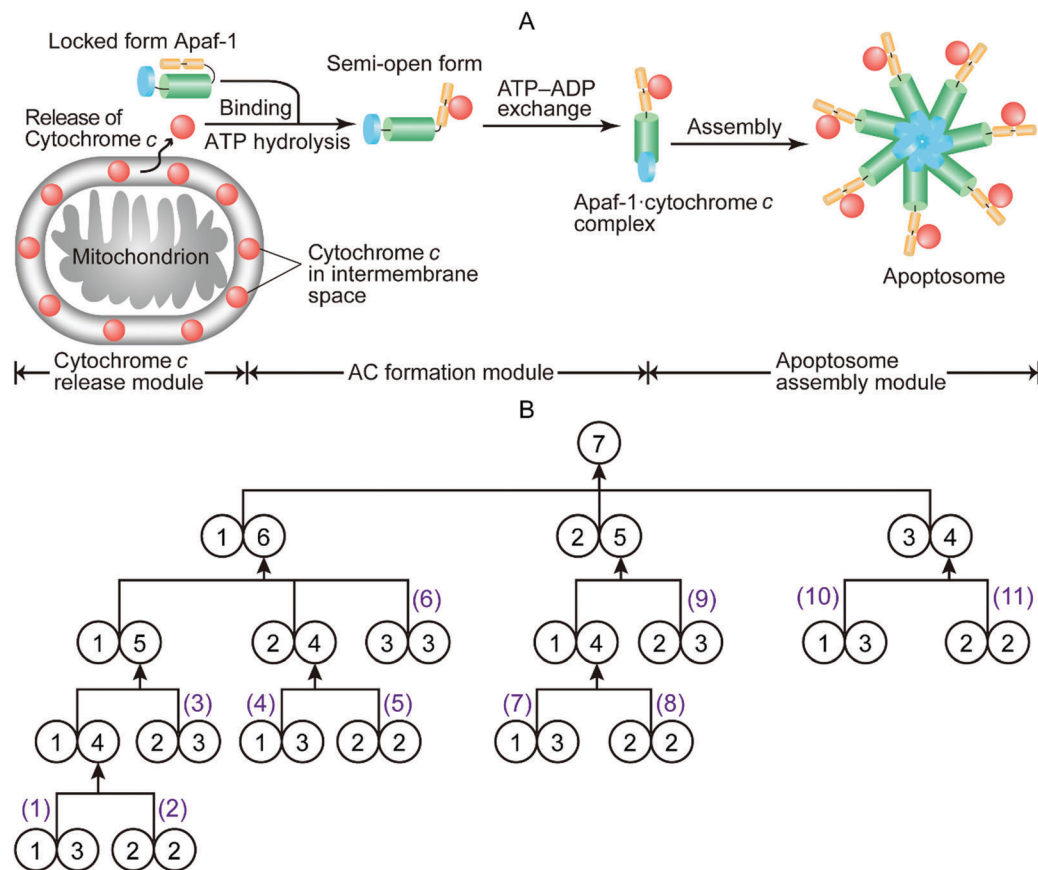 A
Locked form Apaf-1
Release of
Cytochrome c
Binding
ATP hydrolysis
Semi-open form
ATP–ADP
exchange
Assembly
Apaf-1·cytochrome c
complex
Apoptosome
Mitochondrion
Cytochrome c
in intermembrane
space
Cytochrome c
release module
AC formation module
Apoptosome
assembly module
B
7
1 6 2 5 3 4
(6) (9) (10) (11)
1 5 2 4 3 3 1 4 2 3 1 3 2 2
(3) (4) (5) (7) (8)
1 4 2 3 1 3 2 2 1 3 2 2
(1) (2)
1 3 2 2